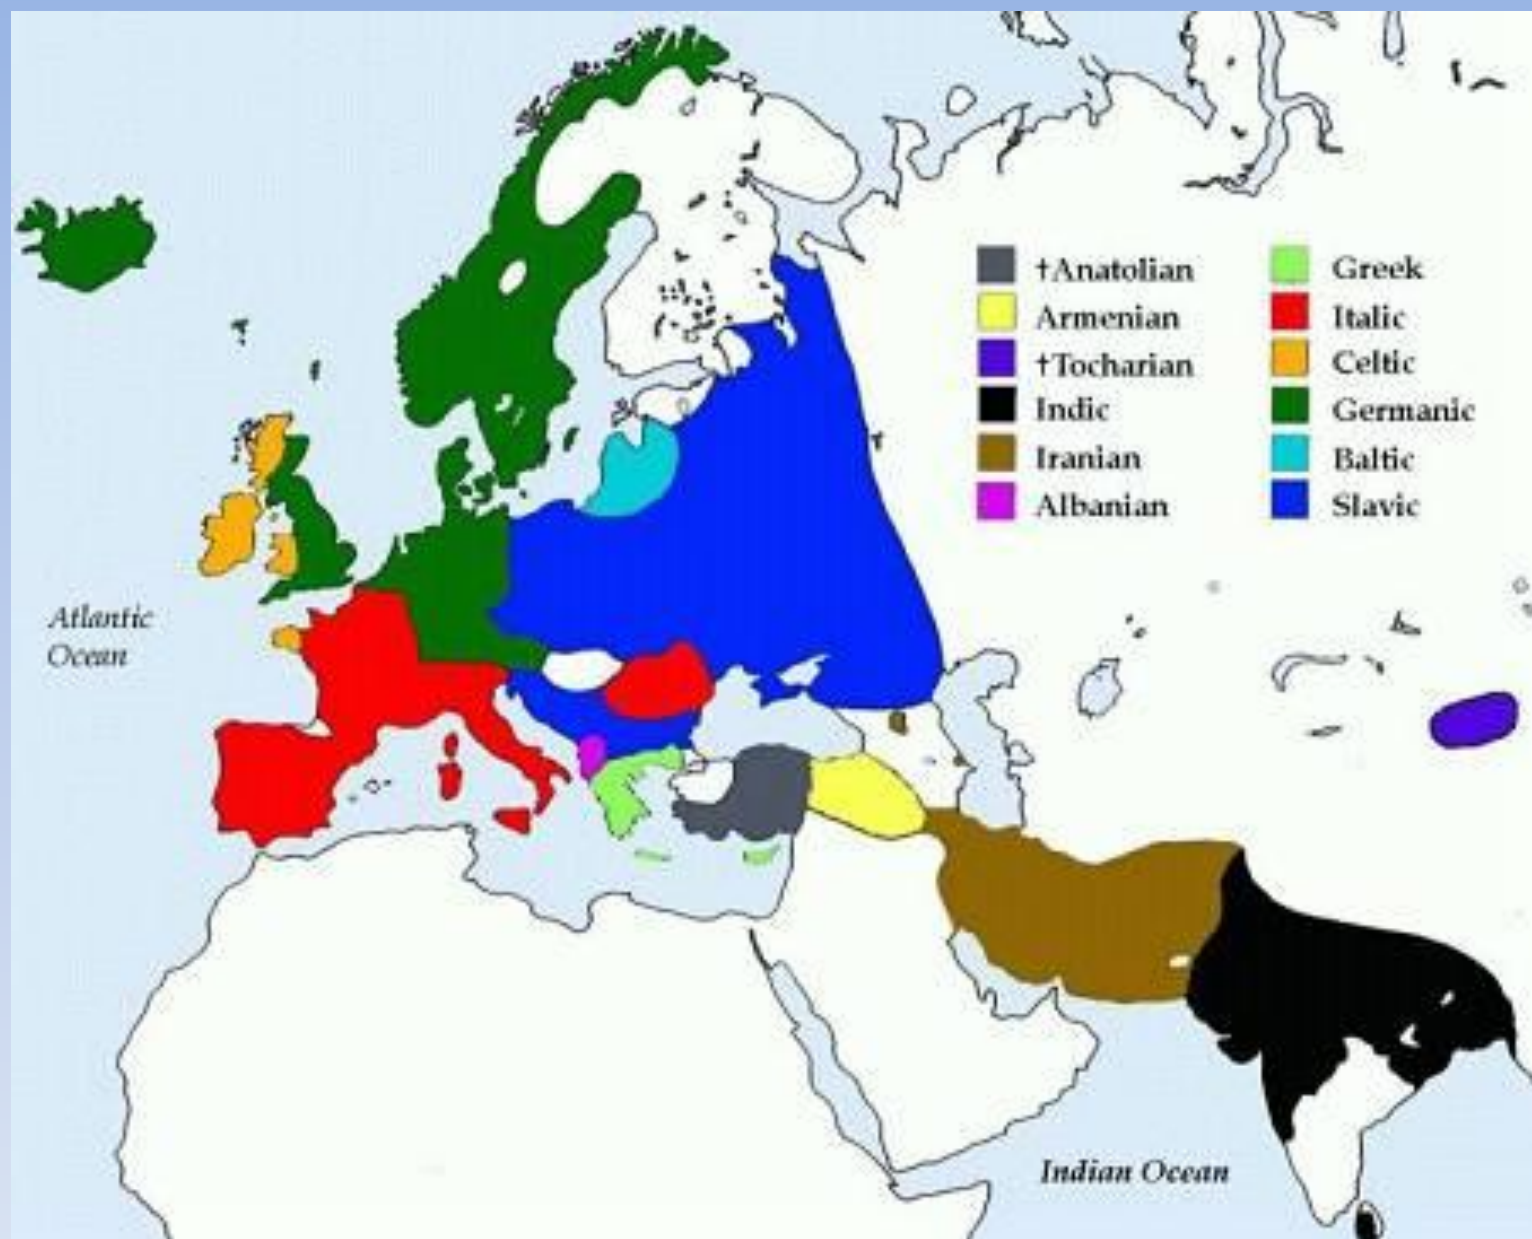 †Anatolian
Armenian
†Tocharian
Indic
Iranian
Albanian
Greek
Italic
Celtic
Germanic
Baltic
Slavic
Atlantic
Ocean
Indian Ocean